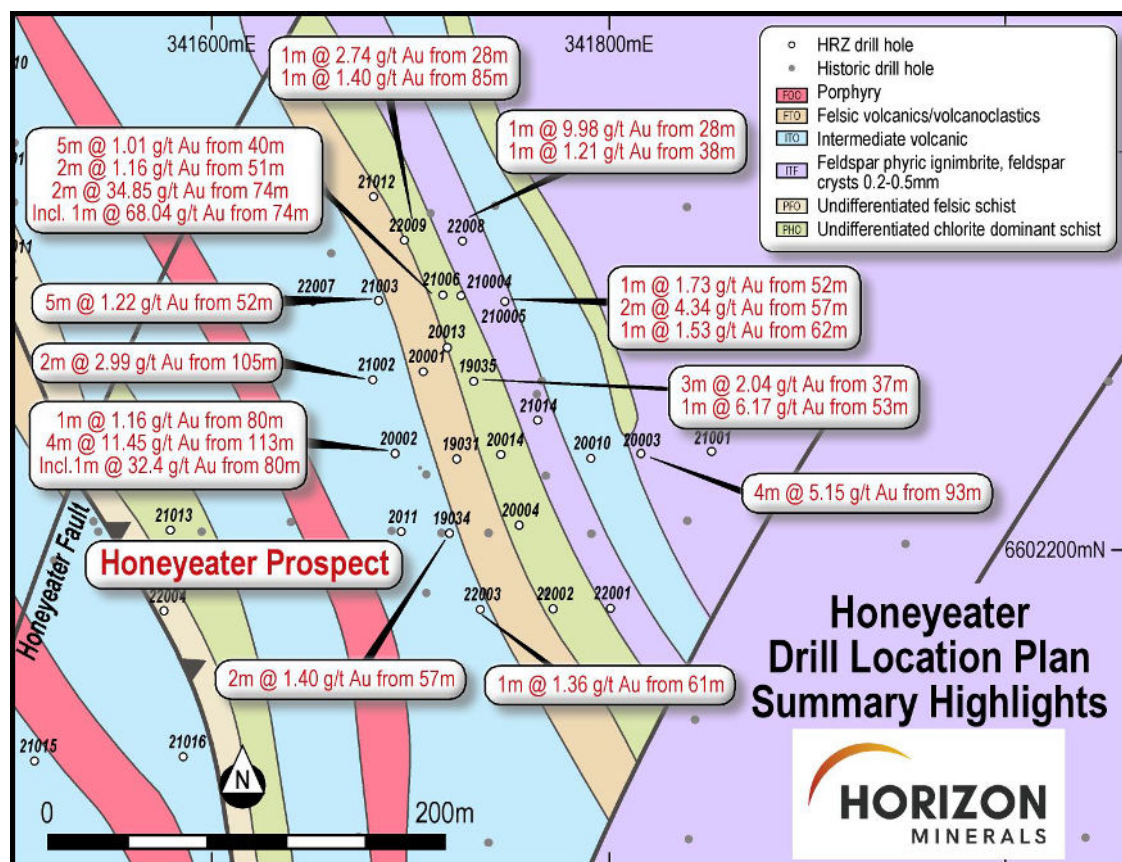 341600mE
341800mE
1m @ 2.74 g/t Au from 28m
1m @ 1.40 g/t Au from 85m
HRZ drill hole
Historic drill hole
FOC Porphyry
FTO Felsic volcanics/volcanoclastics
ITO Intermediate volcanic
ITF Feldspar phyric ignimbrite, feldspar
crysts 0.2-0.5mm
PFO Undifferentiated felsic schist
PHC Undifferentiated chlorite dominant schist
1m @ 9.98 g/t Au from 28m
1m @ 1.21 g/t Au from 38m
5m @ 1.01 g/t Au from 40m
2m @ 1.16 g/t Au from 51m
2m @ 34.85 g/t Au from 74m
Incl. 1m @ 68.04 g/t Au from 74m
21012
22009
22008
21006
210004
210005
22007
21003
5m @ 1.22 g/t Au from 52m
1m @ 1.73 g/t Au from 52m
2m @ 4.34 g/t Au from 57m
1m @ 1.53 g/t Au from 62m
20013
20001
19035
21002
2m @ 2.99 g/t Au from 105m
3m @ 2.04 g/t Au from 37m
1m @ 6.17 g/t Au from 53m
21014
1m @ 1.16 g/t Au from 80m
4m @ 11.45 g/t Au from 113m
Incl.1m @ 32.4 g/t Au from 80m
20002
19031
20014
20010
20003
21001
4m @ 5.15 g/t Au from 93m
21013
2011
19034
20004
6602200mN
Honeyeater Fault
Honeyeater Prospect
22004
22003
22002
22001
2m @ 1.40 g/t Au from 57m
1m @ 1.36 g/t Au from 61m
Honeyeater
Drill Location Plan
Summary Highlights
21015
21016
N
0
200m
HORIZON
MINERALS